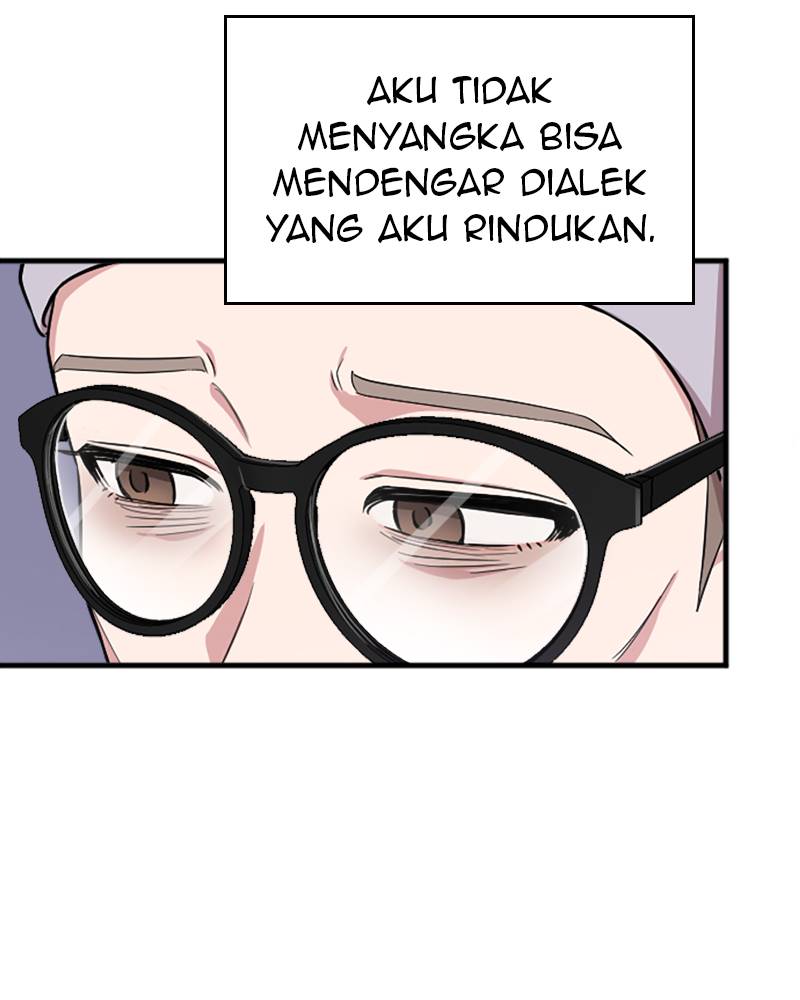 AKU TIDAK
MENYANGKA BISA
MENDENGAR DIALEK
YANG AKU RINDUKAN.